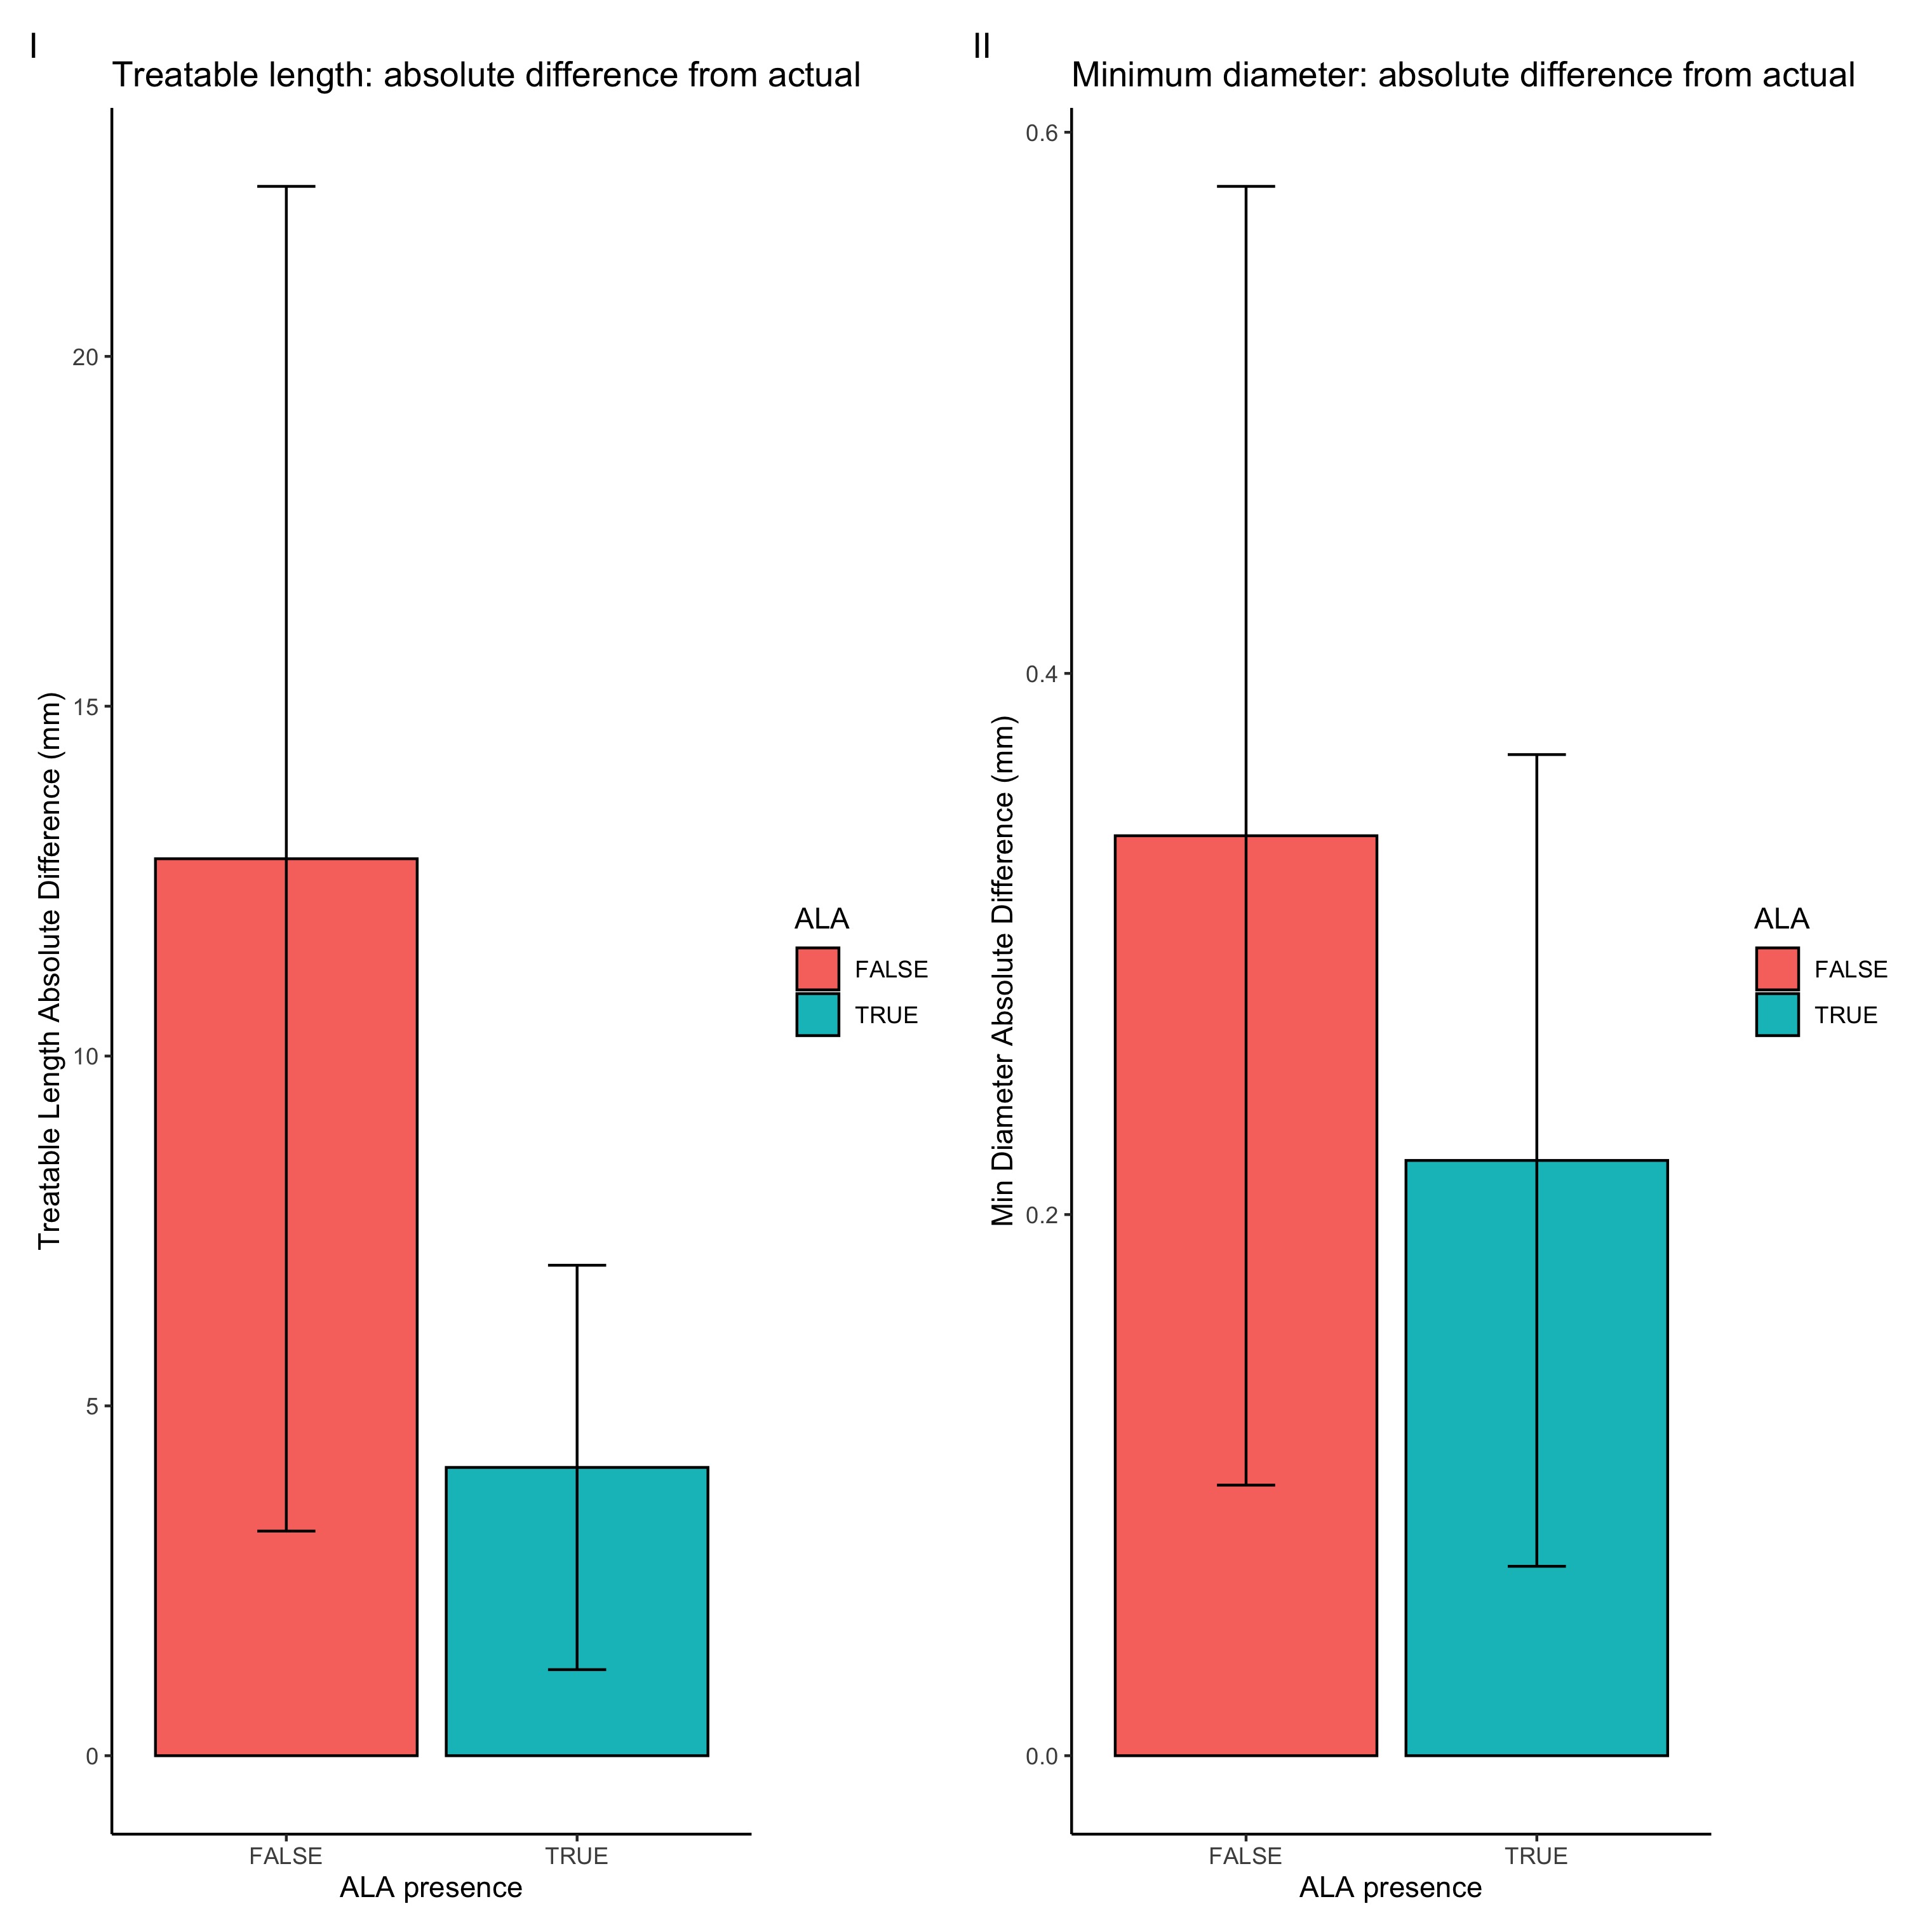 I
Treatable length: absolute difference from actual
Treatable Length Absolute Difference (mm)
20
15
10
5
0
FALSE
TRUE
ALA presence
ALA
FALSE
TRUE
II
Minimum diameter: absolute difference from actual
Min Diameter Absolute Difference (mm)
0.6
0.4
0.2
0.0
FALSE
TRUE
ALA presence
ALA
FALSE
TRUE